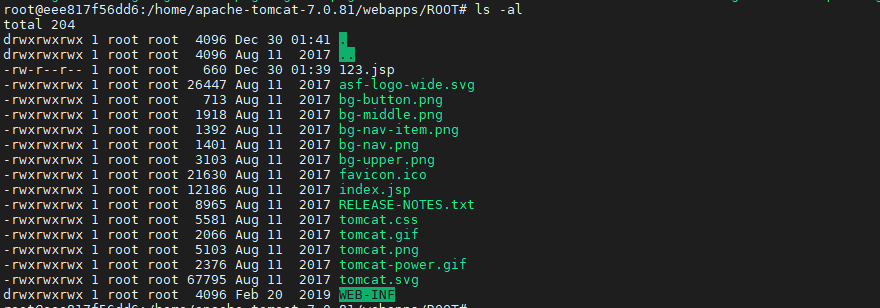 root@eee817f56dd6:/home/apache-tomcat-7.0.81/webapps/ROOT# ls -al
total 204
drwxrwxrwx 1 root root  4096 Dec 30 01:41 .
drwxrwxrwx 1 root root  4096 Aug 11  2017 ..
-rw-r--r-- 1 root root   660 Dec 30 01:39 123.jsp
-rwxrwxrwx 1 root root 26447 Aug 11  2017 asf-logo-wide.svg
-rwxrwxrwx 1 root root   713 Aug 11  2017 bg-button.png
-rwxrwxrwx 1 root root  1918 Aug 11  2017 bg-middle.png
-rwxrwxrwx 1 root root  1392 Aug 11  2017 bg-nav-item.png
-rwxrwxrwx 1 root root  1401 Aug 11  2017 bg-nav.png
-rwxrwxrwx 1 root root  3103 Aug 11  2017 bg-upper.png
-rwxrwxrwx 1 root root 21630 Aug 11  2017 favicon.ico
-rwxrwxrwx 1 root root 12186 Aug 11  2017 index.jsp
-rwxrwxrwx 1 root root  8965 Aug 11  2017 RELEASE-NOTES.txt
-rwxrwxrwx 1 root root  5581 Aug 11  2017 tomcat.css
-rwxrwxrwx 1 root root  2066 Aug 11  2017 tomcat.gif
-rwxrwxrwx 1 root root  5103 Aug 11  2017 tomcat.png
-rwxrwxrwx 1 root root  2376 Aug 11  2017 tomcat-power.gif
-rwxrwxrwx 1 root root 67795 Aug 11  2017 tomcat.svg
drwxrwxrwx 1 root root  4096 Feb 20  2019 WEB-INF
root@eee817f56dd6:/home/apache-tomcat-7.0.81/webapps/ROOT#